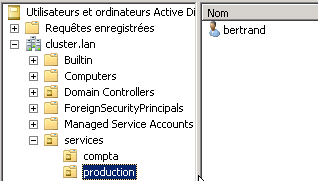 Utilisateurs et ordinateurs Active Di
Nom
Requêtes enregistrées
bertrand
cluster.lan
Builtin
Computers
Domain Controllers
ForeignSecurityPrincipals
Managed Service Accounts
services
compta
production